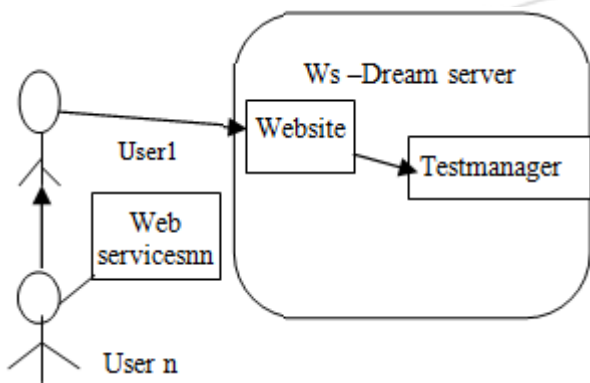 Ws –Dream server
Website
Testmanager
User1
Web
servicesnn
User n